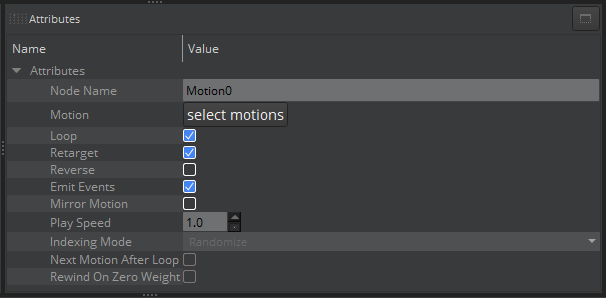 Attributes
Name Value
Attributes
Node Name Motion0
Motion select motions
Loop
Retarget
Reverse
Emit Events
Mirror Motion
Play Speed 1.0
Indexing Mode Randomize
Next Motion After Loop
Rewind On Zero Weight